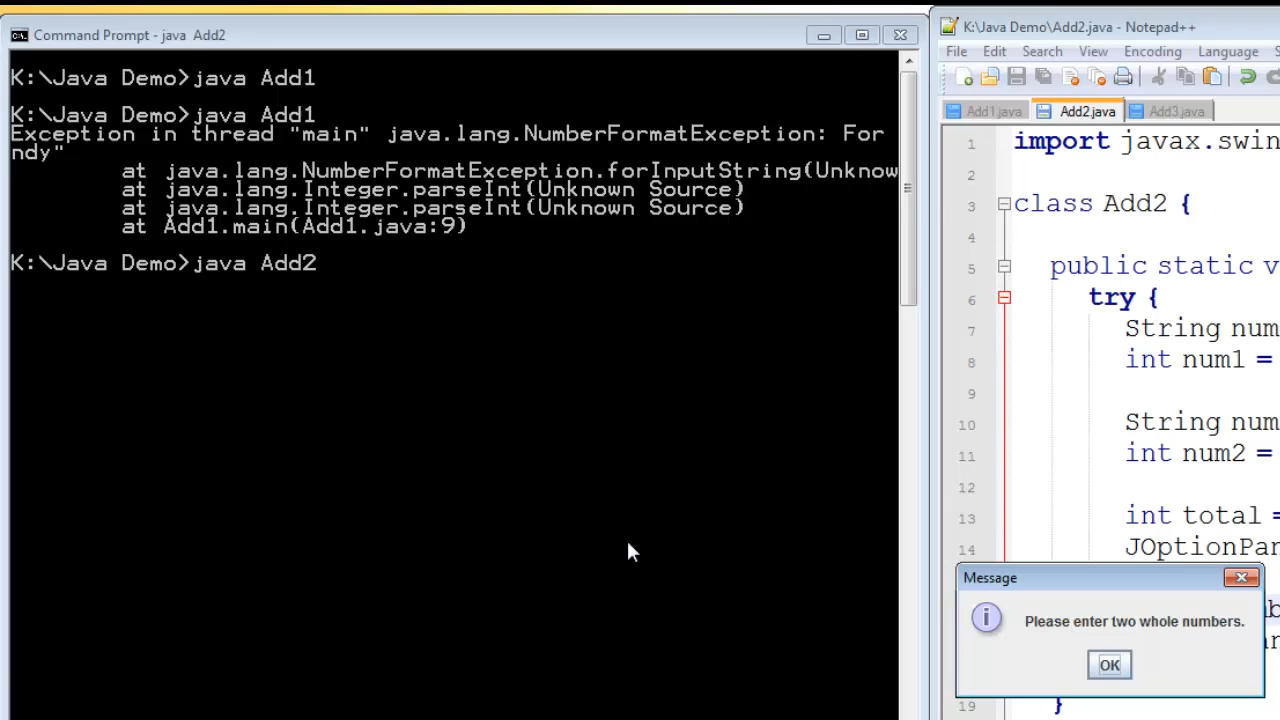 Command Prompt - java Add2
K:\Java Demo>java Add1
K:\Java Demo>java Add1
Exception in thread "main" java.lang.NumberFormatException: For
ndy"
at java.lang.NumberFormatException.forInputString(Unknow
at java.lang.Integer.parseInt(Unknown Source)
at java.lang.Integer.parseInt(Unknown Source)
at Add1.main(Add1.java:9)
K:\Java Demo>java Add2
K:\Java Demo\Add2.java - Notepad++
File Edit Search View Encoding Language S
Add1.java Add2.java Add3.java
1 import javax.swin
2
3 class Add2 {
4
5 public static v
6 try {
7 String num
8 int num1 =
9
10 String num
11 int num2 =
12
13 int total =
14 JOptionPan
Message
Please enter two whole numbers.
OK
19 }